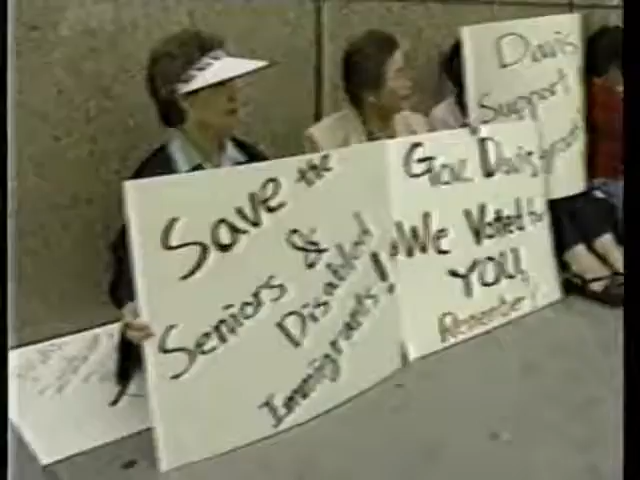 Save the
Seniors &
Disabled
Immigrants!
Gov. Davis
We Voted for
YOU,
Remember!
Davis
Support